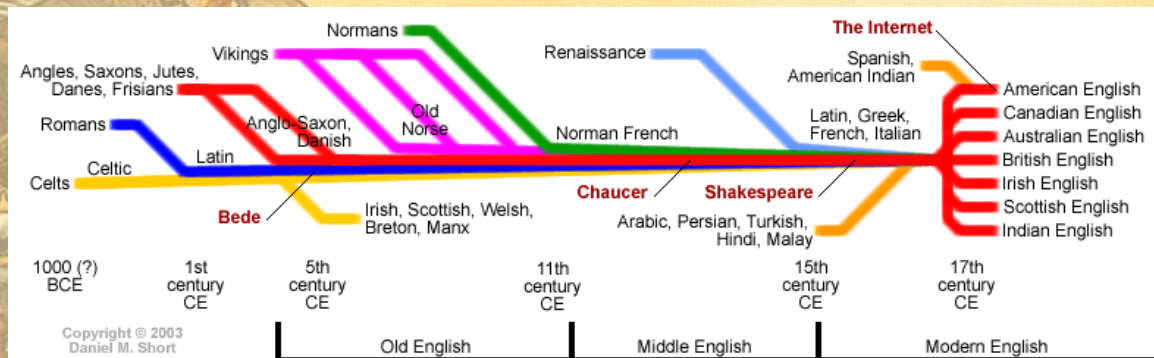 Normans
The Internet
Vikings
Renaissance
Spanish,
American Indian
Angles, Saxons, Jutes,
Danes, Frisians
American English
Romans
Anglo-Saxon,
Danish
Old
Norse
Norman French
Latin, Greek,
French, Italian
Canadian English
Australian English
Celtic
Latin
British English
Celts
Bede
Chaucer
Shakespeare
Irish English
Irish, Scottish, Welsh,
Breton, Manx
Arabic, Persian, Turkish,
Hindi, Malay
Scottish English
Indian English
1000 (?)
BCE
1st
century
CE
5th
century
CE
11th
century
CE
15th
century
CE
17th
century
CE
Copyright © 2003
Daniel M. Short
Old English
Middle English
Modern English